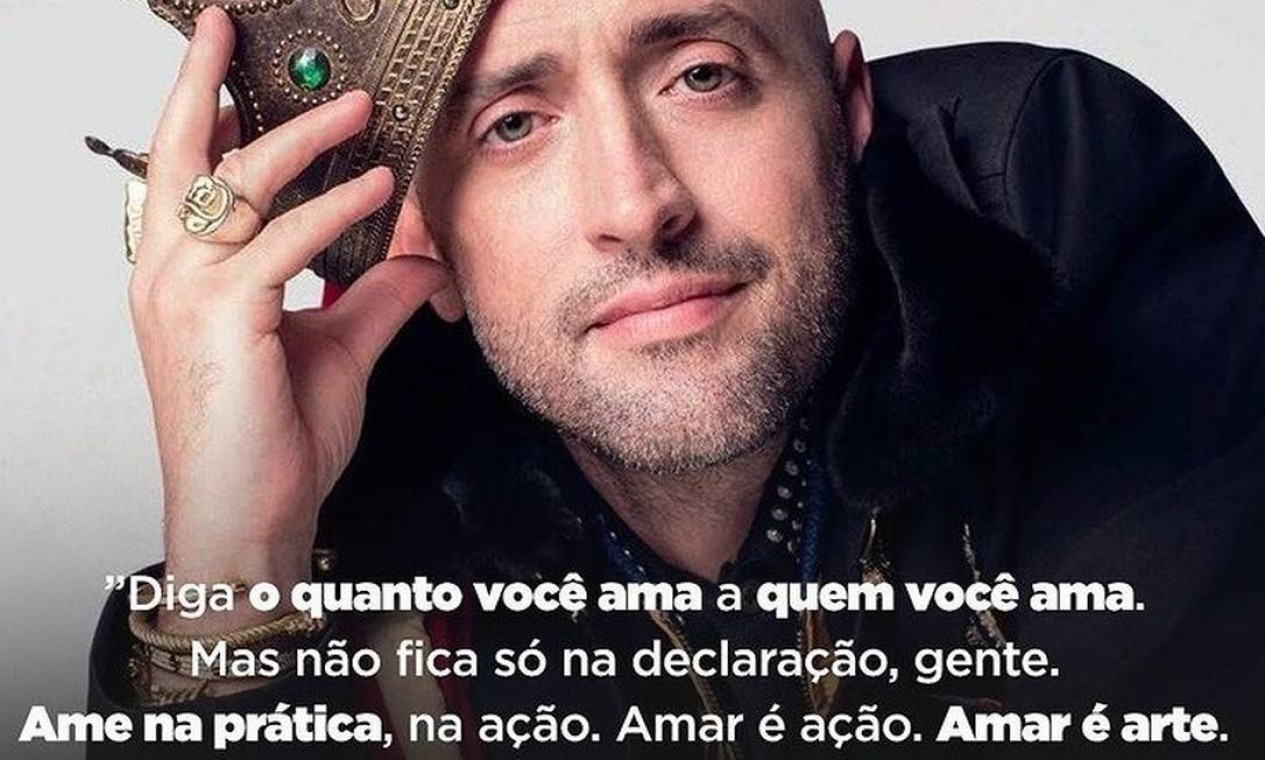 ”Diga o quanto você ama a quem você ama.
Mas não fica só na declaração, gente.
Ame na prática, na ação. Amar é ação. Amar é arte.